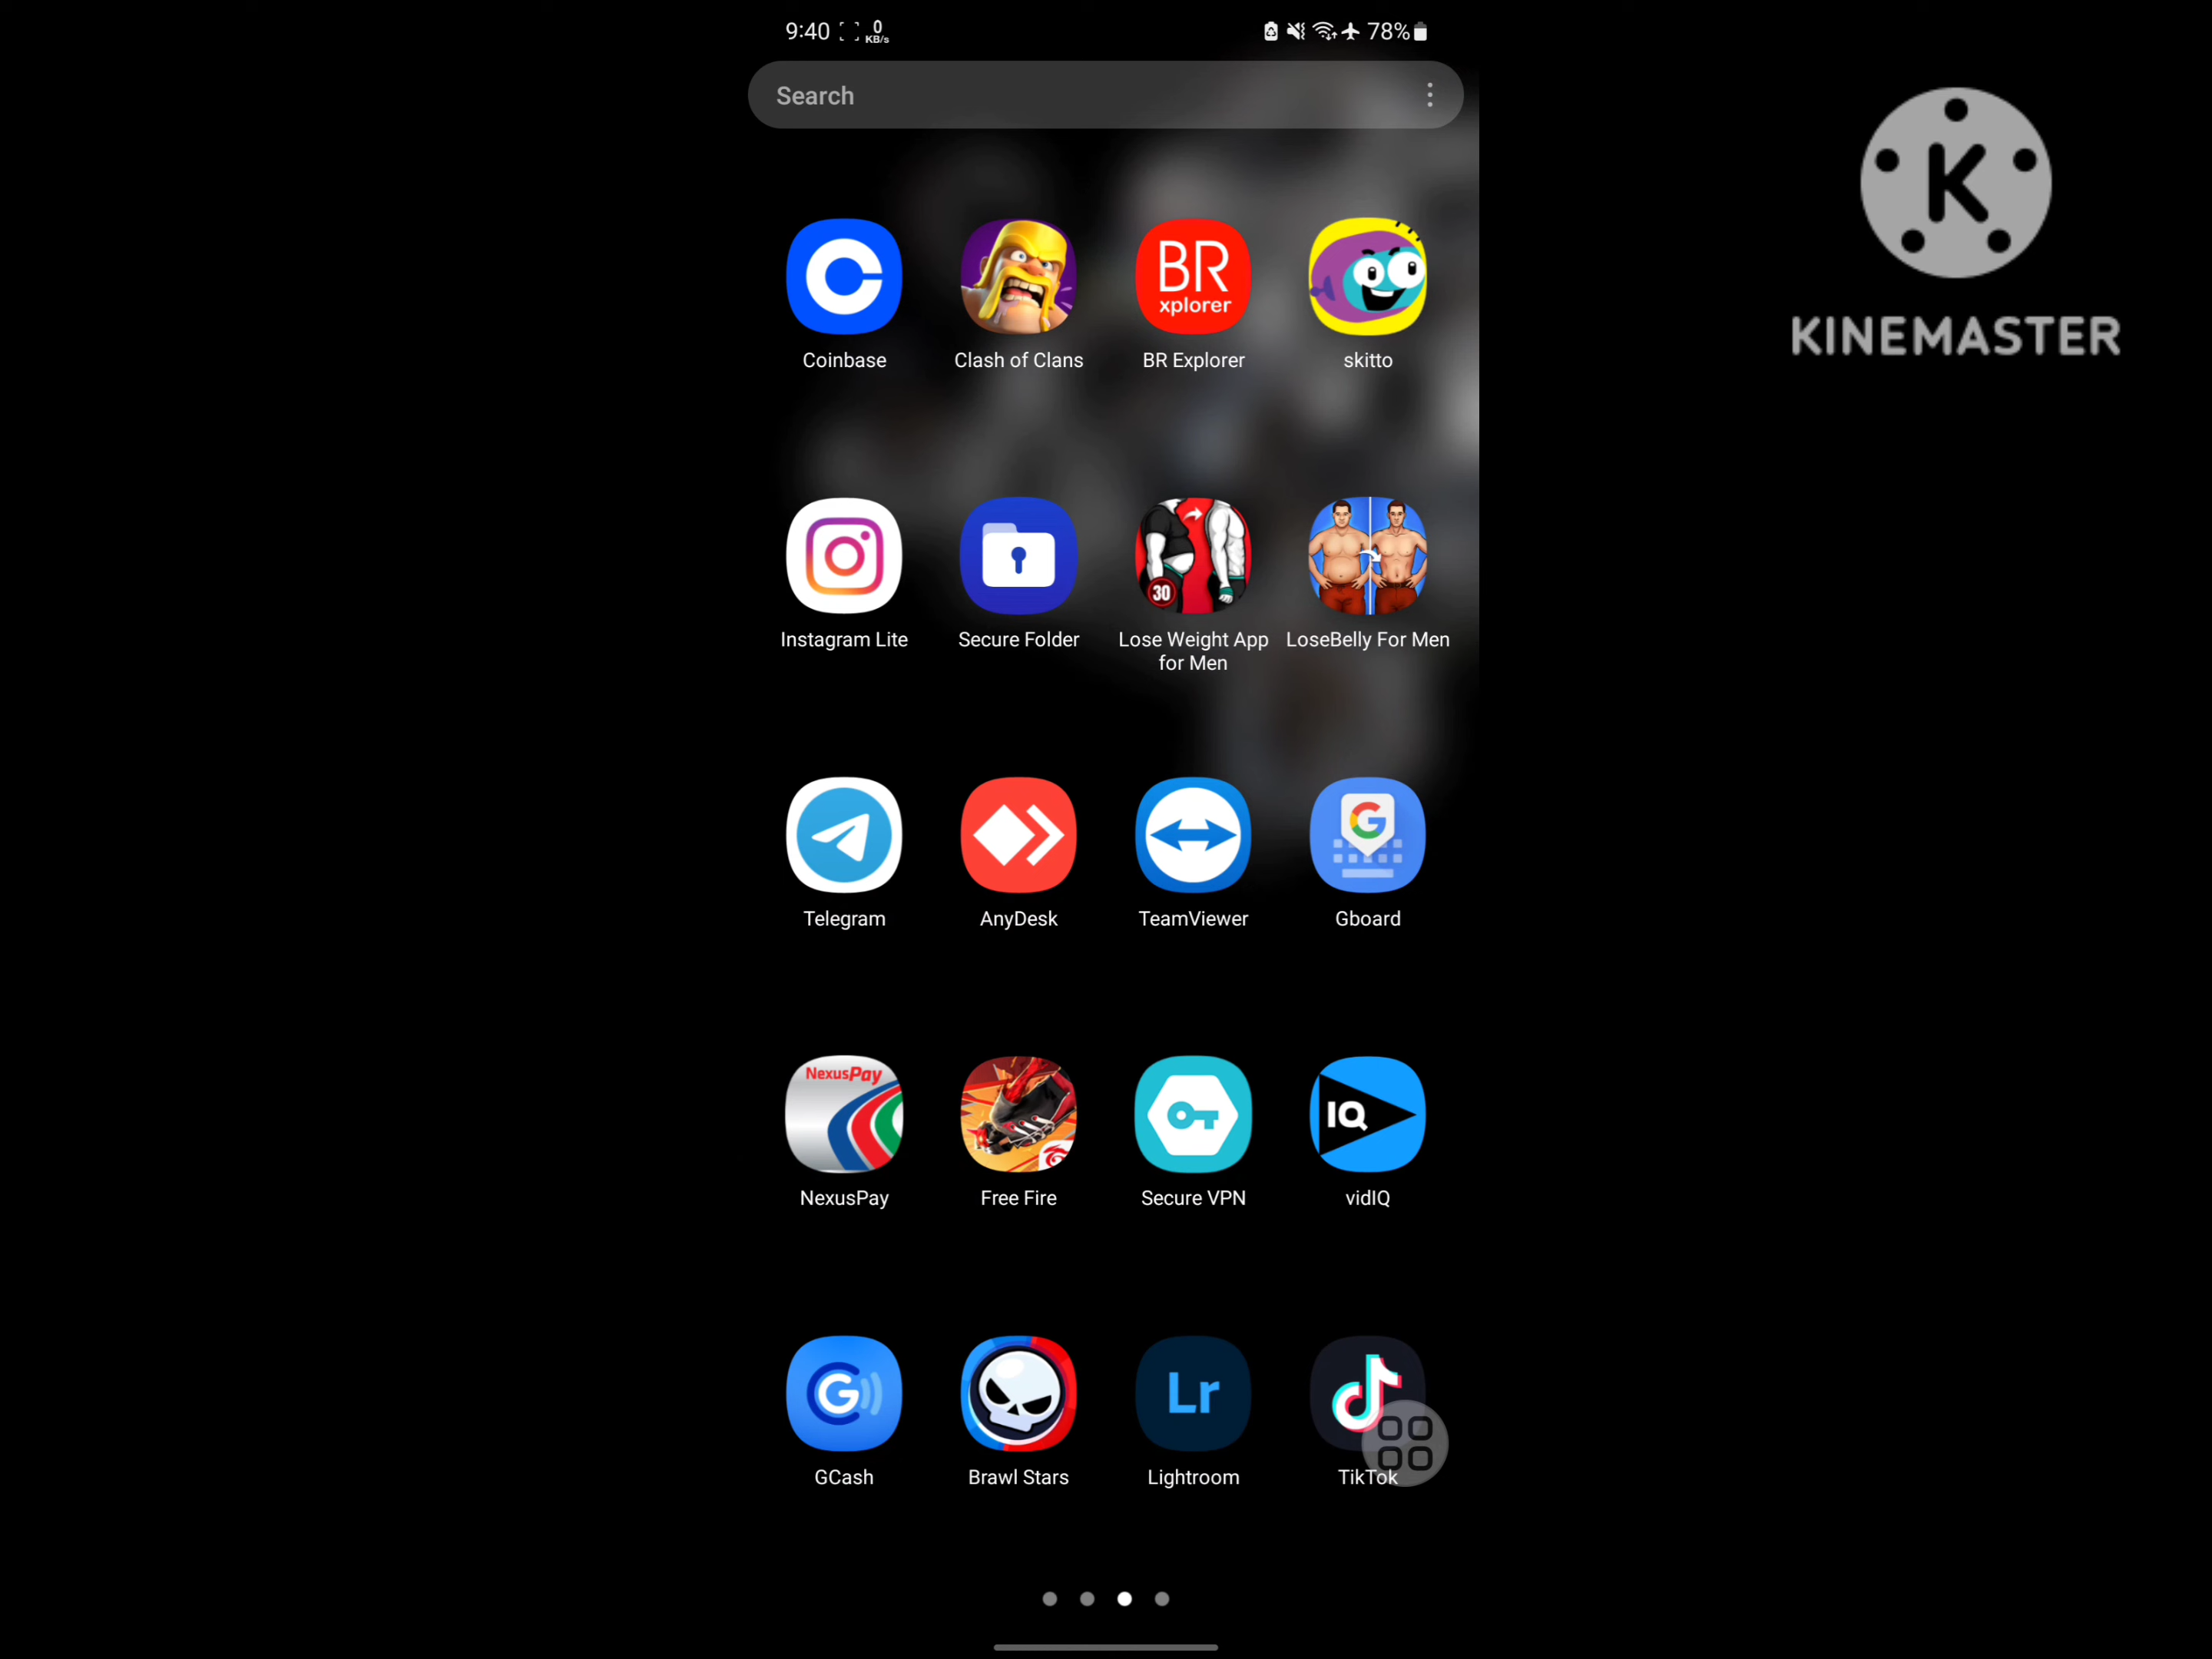 9:40 0 KB/s 78%
Search
K
KINEMASTER
BR
xplorer
Coinbase Clash of Clans BR Explorer skitto
30
Instagram Lite Secure Folder Lose Weight App for Men LoseBelly For Men
G
Telegram AnyDesk TeamViewer Gboard
NexusPay
IQ
NexusPay Free Fire Secure VPN vidIQ
G Lr
GCash Brawl Stars Lightroom TikTok